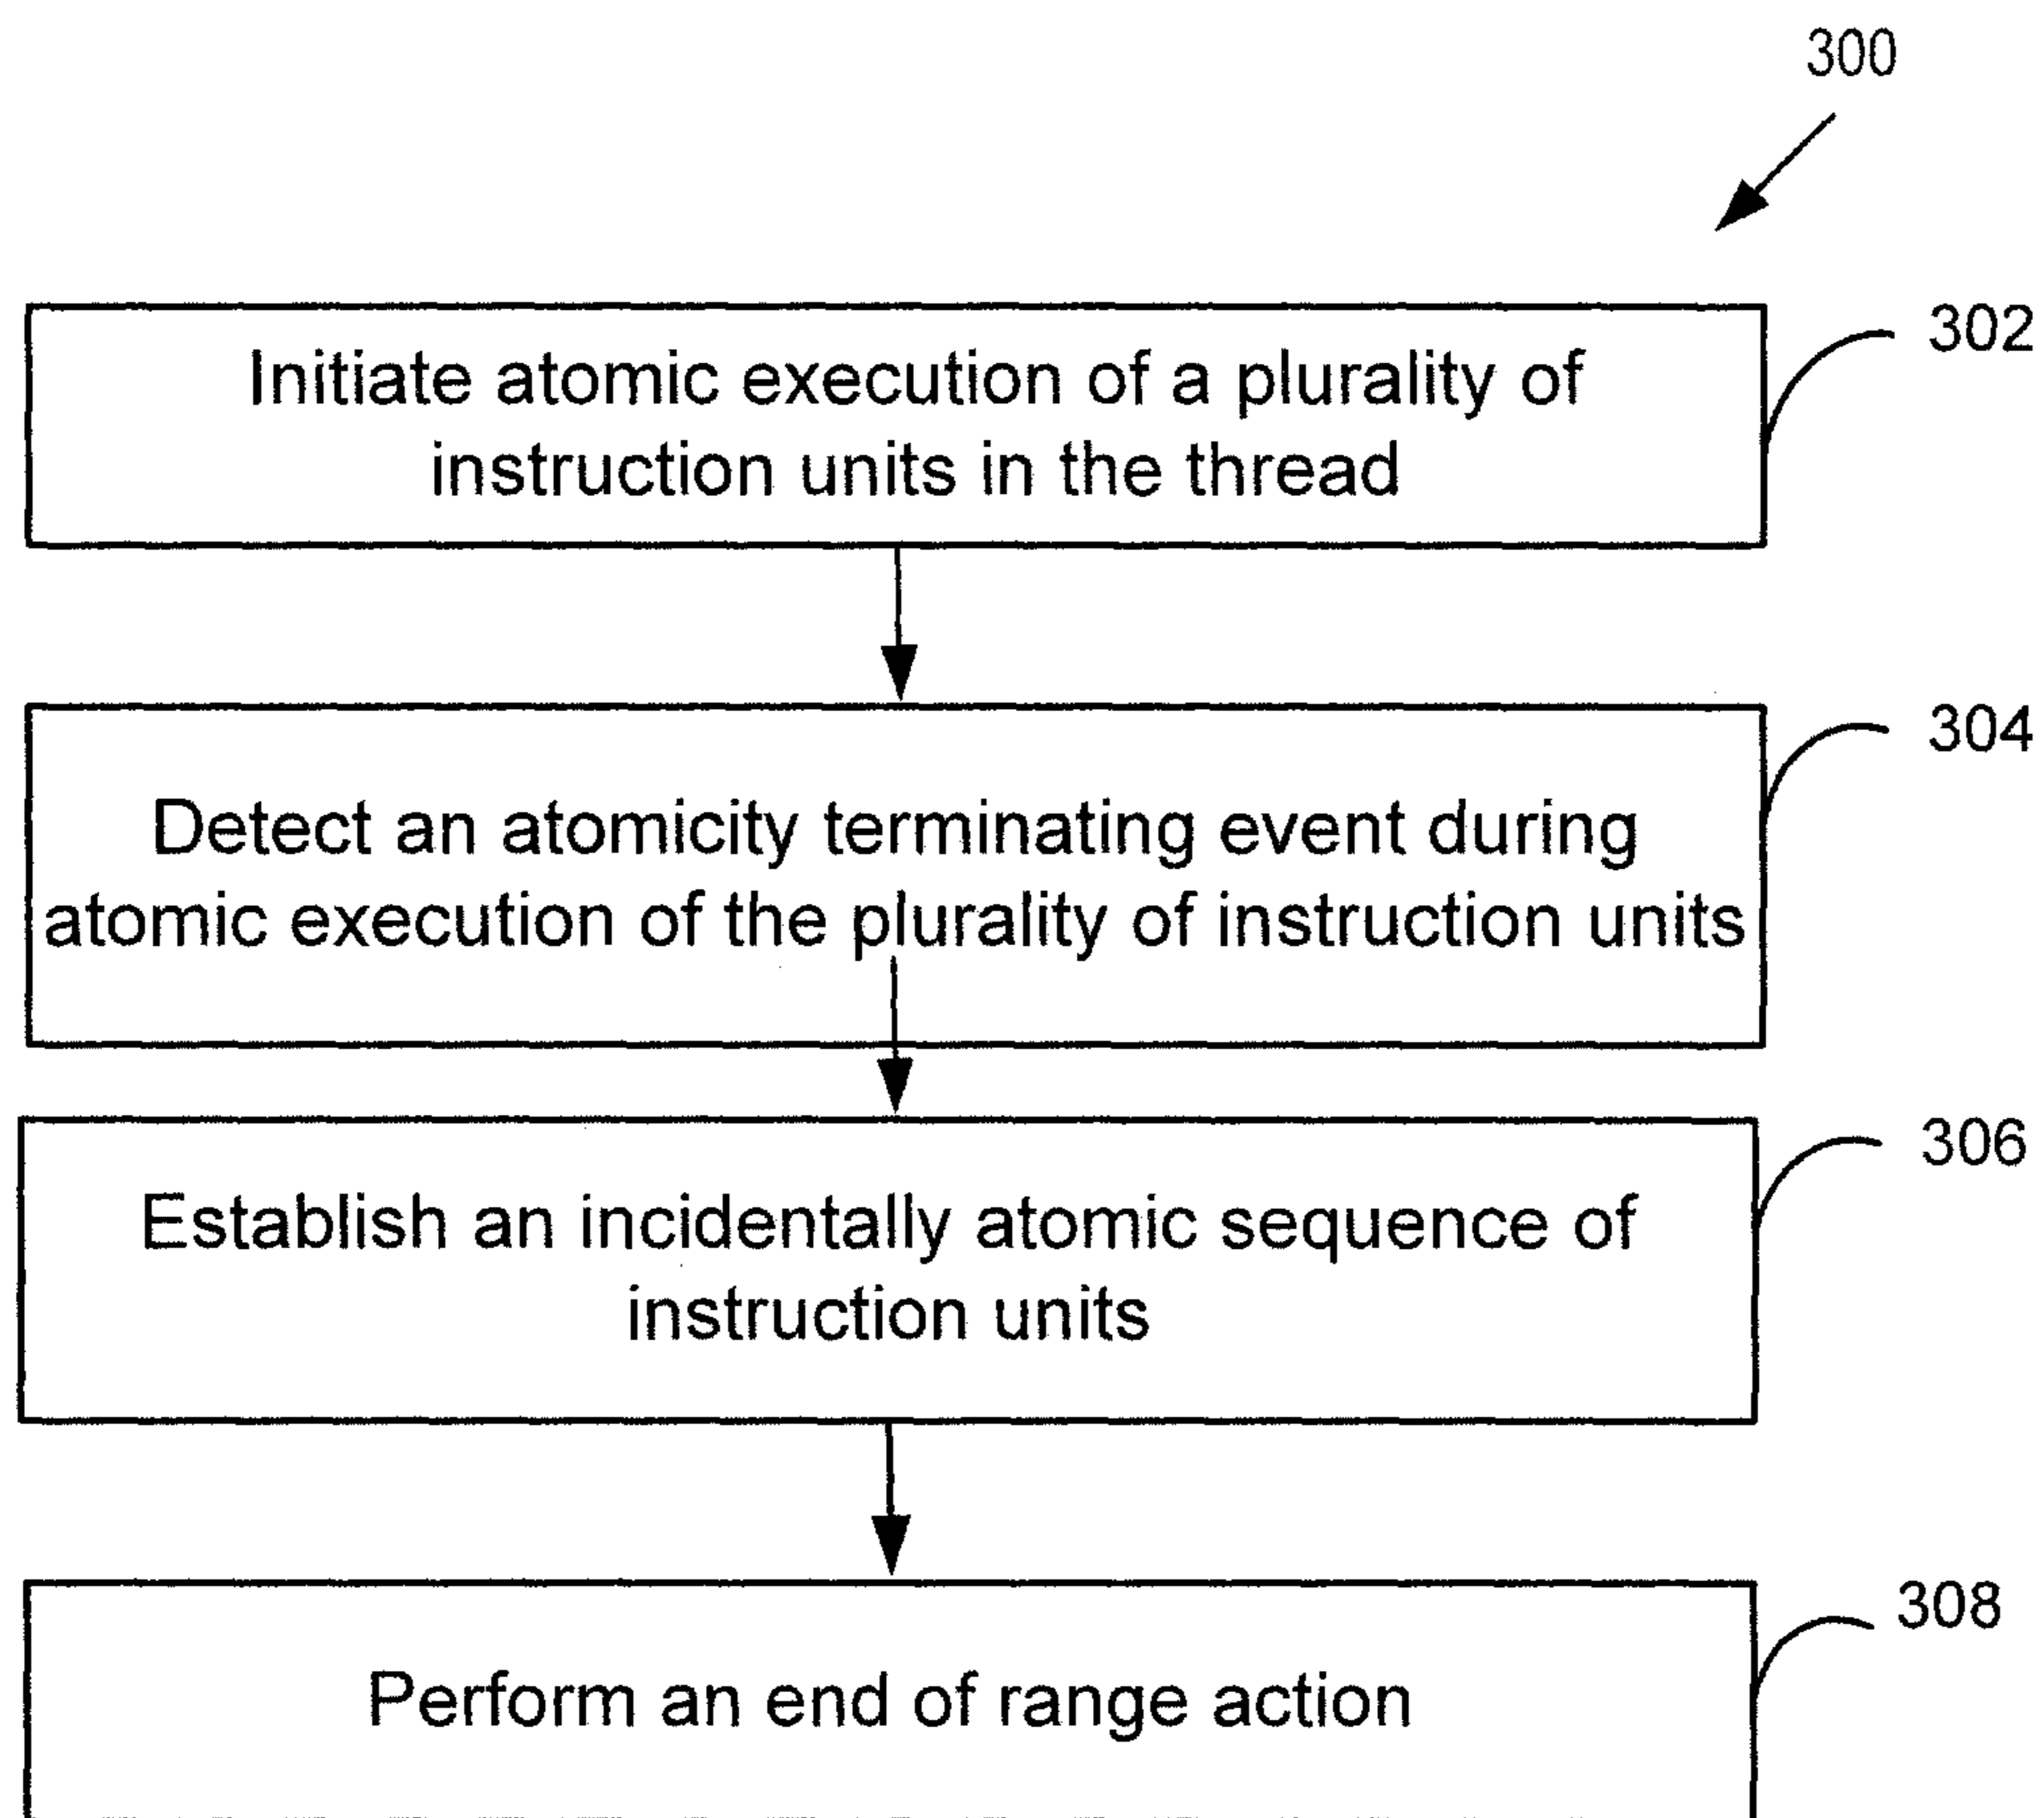 300
302
Initiate atomic execution of a plurality of
instruction units in the thread
304
Detect an atomicity terminating event during
atomic execution of the plurality of instruction units
306
Establish an incidentally atomic sequence of
instruction units
308
Perform an end of range action